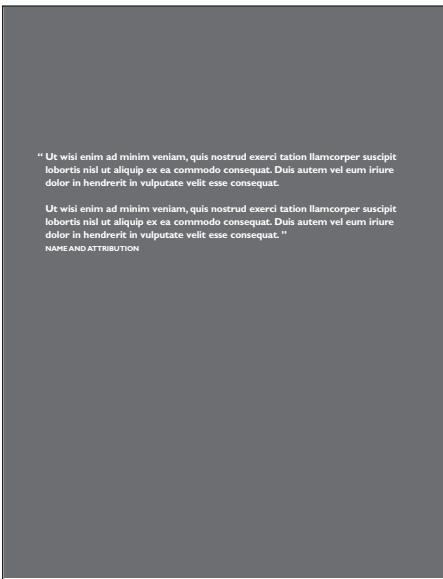 “ Ut wisi enim ad minim veniam, quis nostrud exerci tation llamcorper suscipit
lobortis nisl ut aliquip ex ea commodo consequat. Duis autem vel eum iriure
dolor in hendrerit in vulputate velit esse consequat.
Ut wisi enim ad minim veniam, quis nostrud exerci tation llamcorper suscipit
lobortis nisl ut aliquip ex ea commodo consequat. Duis autem vel eum iriure
dolor in hendrerit in vulputate velit esse consequat. ”
NAME AND ATTRIBUTION